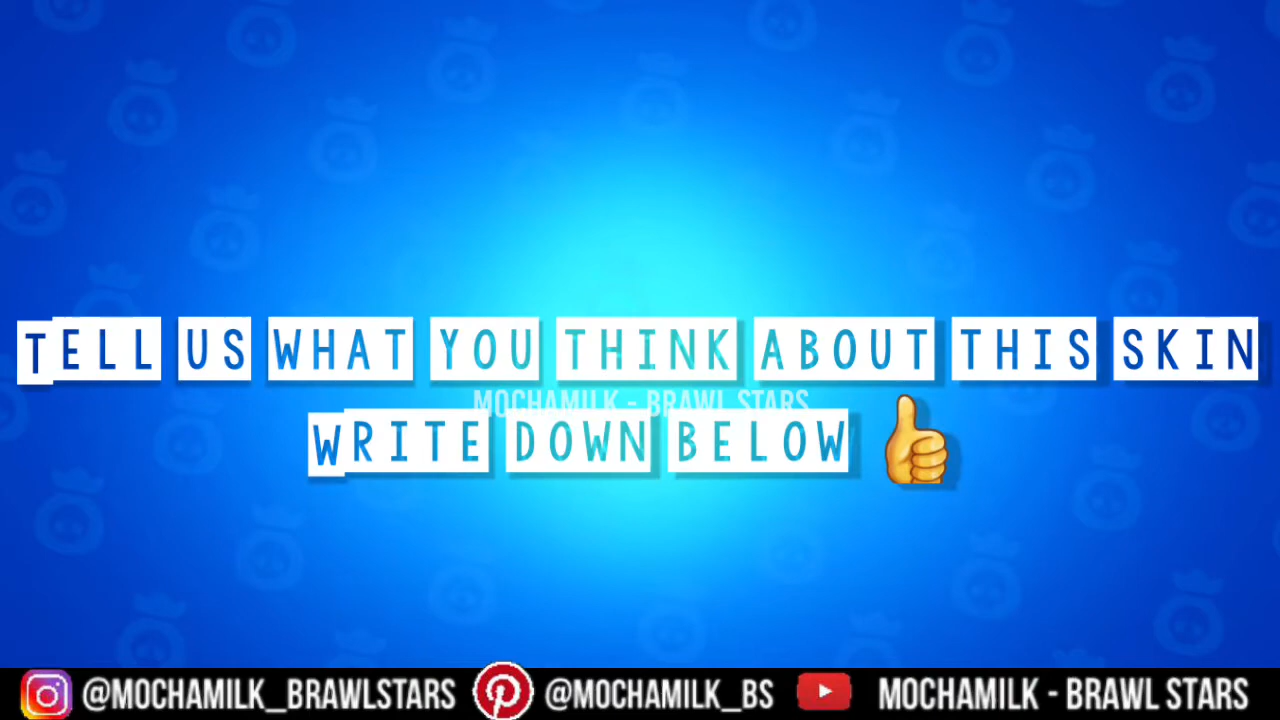 TELL US WHAT YOU THINK ABOUT THIS SKIN
MOCHAMILK - BRAWL STARS
WRITE DOWN BELOW
@MOCHAMILK_BRAWLSTARS @MOCHAMILK_BS MOCHAMILK - BRAWL STARS